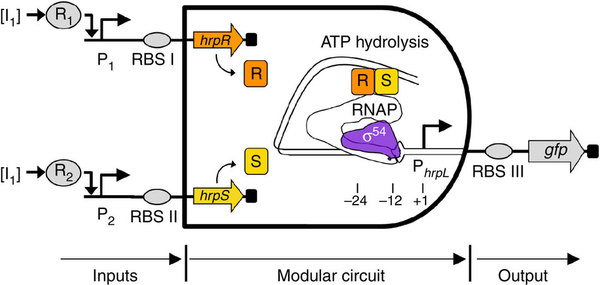 [I1] R1
P1 RBS I hrpR
R
ATP hydrolysis
R S
RNAP
σ54
PhrpL
−24 −12 +1
RBS III gfp
S
[I1] R2
P2 RBS II hrpS
Inputs Modular circuit Output